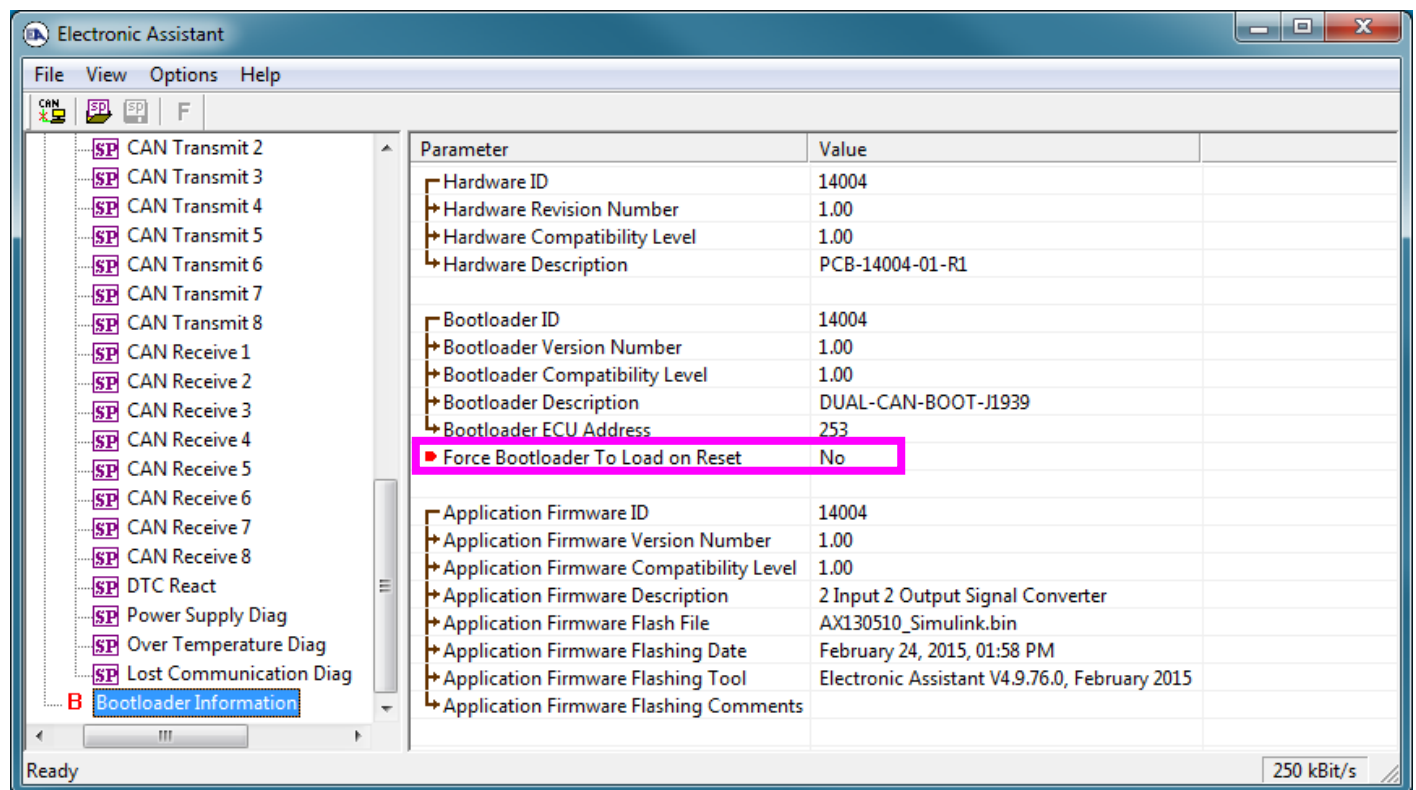 Electronic Assistant
File View Options Help
CAN SP SP F
SP CAN Transmit 2
SP CAN Transmit 3
SP CAN Transmit 4
SP CAN Transmit 5
SP CAN Transmit 6
SP CAN Transmit 7
SP CAN Transmit 8
SP CAN Receive 1
SP CAN Receive 2
SP CAN Receive 3
SP CAN Receive 4
SP CAN Receive 5
SP CAN Receive 6
SP CAN Receive 7
SP CAN Receive 8
SP DTC React
SP Power Supply Diag
SP Over Temperature Diag
SP Lost Communication Diag
B Bootloader Information
Parameter Value
Hardware ID 14004
Hardware Revision Number 1.00
Hardware Compatibility Level 1.00
Hardware Description PCB-14004-01-R1
Bootloader ID 14004
Bootloader Version Number 1.00
Bootloader Compatibility Level 1.00
Bootloader Description DUAL-CAN-BOOT-J1939
Bootloader ECU Address 253
Force Bootloader To Load on Reset No
Application Firmware ID 14004
Application Firmware Version Number 1.00
Application Firmware Compatibility Level 1.00
Application Firmware Description 2 Input 2 Output Signal Converter
Application Firmware Flash File AX130510_Simulink.bin
Application Firmware Flashing Date February 24, 2015, 01:58 PM
Application Firmware Flashing Tool Electronic Assistant V4.9.76.0, February 2015
Application Firmware Flashing Comments
Ready 250 kBit/s